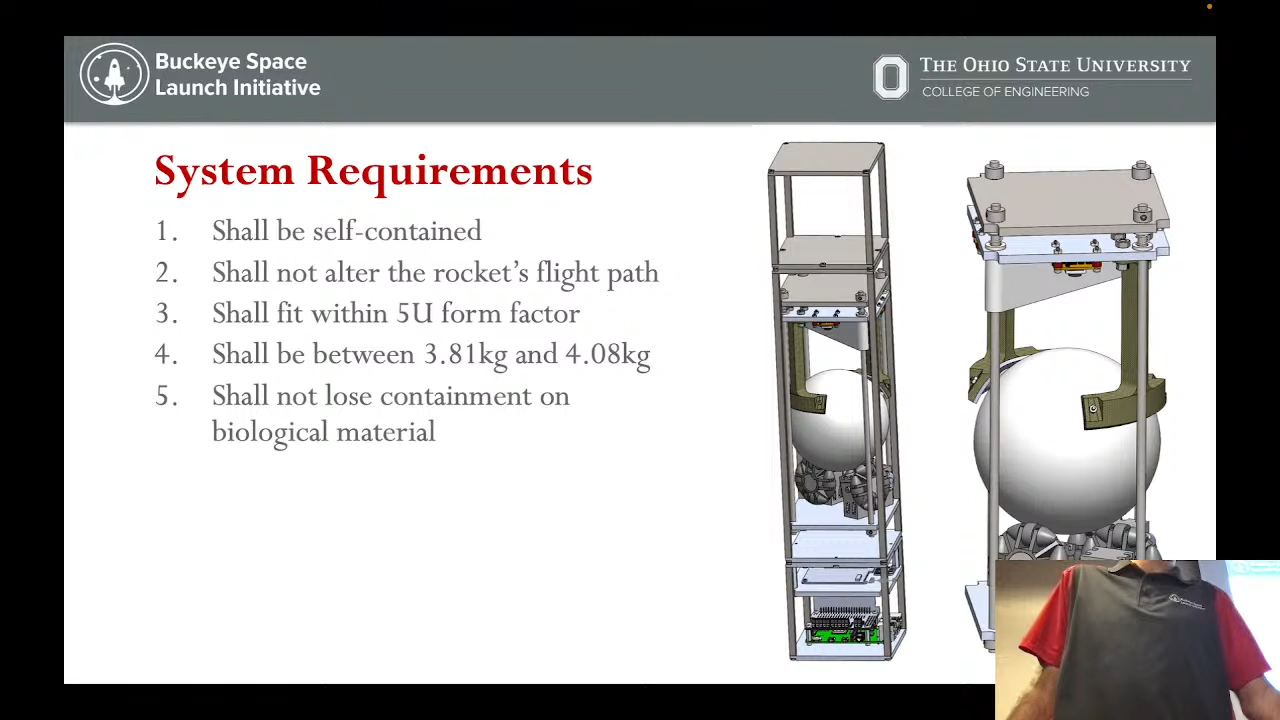 Buckeye Space
Launch Initiative
THE OHIO STATE UNIVERSITY
COLLEGE OF ENGINEERING
System Requirements
1. Shall be self-contained
2. Shall not alter the rocket’s flight path
3. Shall fit within 5U form factor
4. Shall be between 3.81kg and 4.08kg
5. Shall not lose containment on
biological material